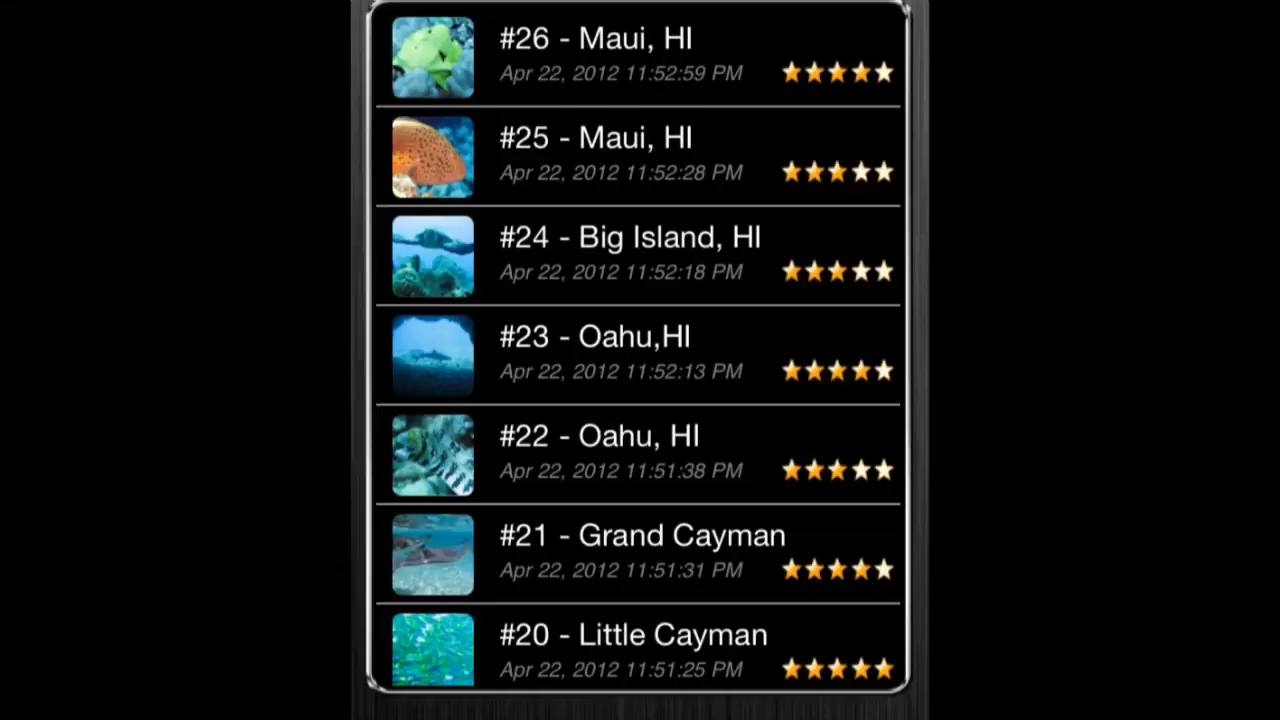 #26 - Maui, HI
Apr 22, 2012 11:52:59 PM
#25 - Maui, HI
Apr 22, 2012 11:52:28 PM
#24 - Big Island, HI
Apr 22, 2012 11:52:18 PM
#23 - Oahu,HI
Apr 22, 2012 11:52:13 PM
#22 - Oahu, HI
Apr 22, 2012 11:51:38 PM
#21 - Grand Cayman
Apr 22, 2012 11:51:31 PM
#20 - Little Cayman
Apr 22, 2012 11:51:25 PM